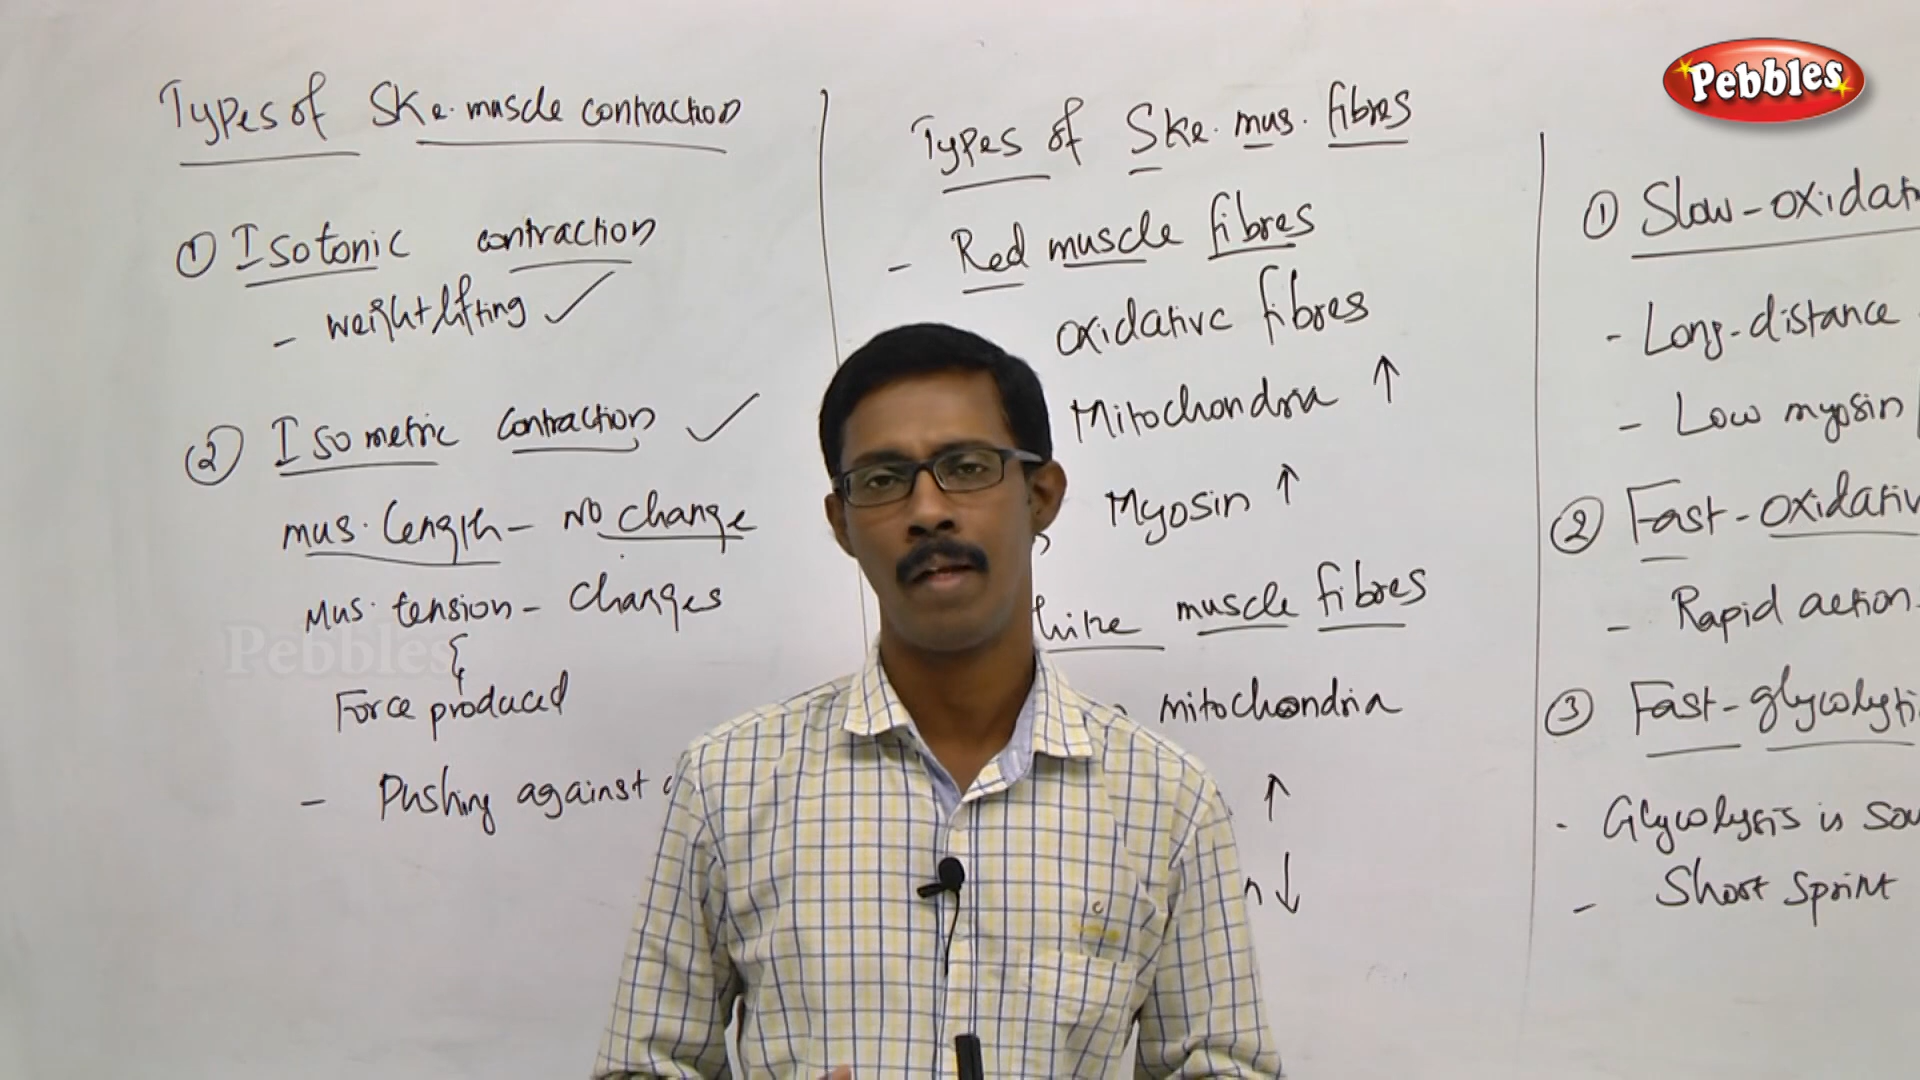 Types of Ske. muscle contraction
① Isotonic contraction
- weightlifting ✓
② Isometric contraction ✓
mus. length - No change
Mus. tension - Changes
Force produced
- Pushing against
Types of Ske. mus. fibres
- Red muscle fibres
oxidative fibres
Mitochondria ↑
Myosin ↑
muscle fibres
mitochondria
↑
↓
① Slow-oxidati
- Long-distance
- Low myosin
② Fast-oxidativ
- Rapid action
③ Fast-glycolyti
- Glycolysis is sou
- Short sprint
Pebbles
Pebbles